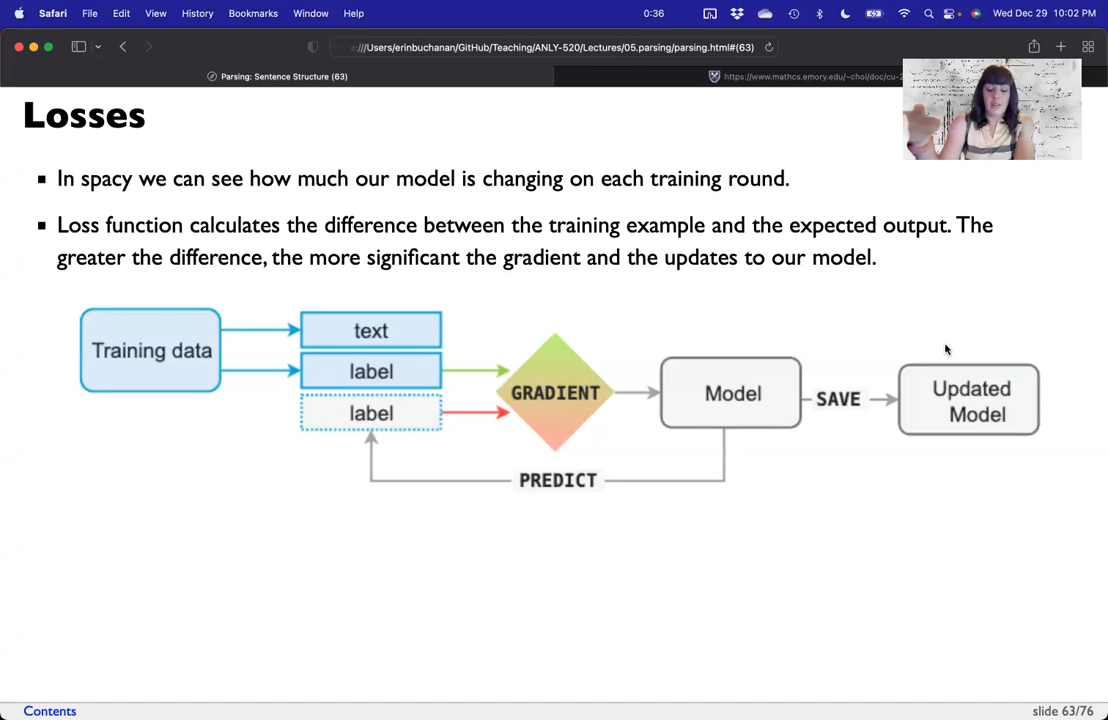 Safari File Edit View History Bookmarks Window Help 0:36 Wed Dec 29 10:02 PM
:///Users/erinbuchanan/GitHub/Teaching/ANLY-520/Lectures/05.parsing/parsing.html#(63)
Parsing: Sentence Structure (63) https://www.mathcs.emory.edu/~choi/doc/cu-2
Losses
▪ In spacy we can see how much our model is changing on each training round.
▪ Loss function calculates the difference between the training example and the expected output. The
greater the difference, the more significant the gradient and the updates to our model.
Training data
text
label
label
GRADIENT
Model
SAVE
Updated
Model
PREDICT
Contents slide 63/76